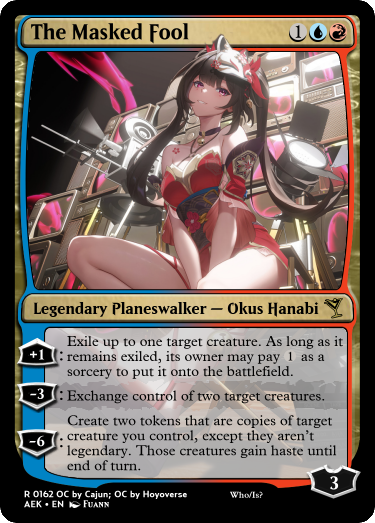 The Masked Fool
1
Legendary Planeswalker — Okus Hanabi
+1
: Exile up to one target creature. As long as it
remains exiled, its owner may pay 1 as a
sorcery to put it onto the battlefield.
-3
: Exchange control of two target creatures.
-6
: Create two tokens that are copies of target
creature you control, except they aren't
legendary. Those creatures gain haste until
end of turn.
3
R 0162 OC by Cajun; OC by Hoyoverse
Who/Is?
AEK • EN Fuann